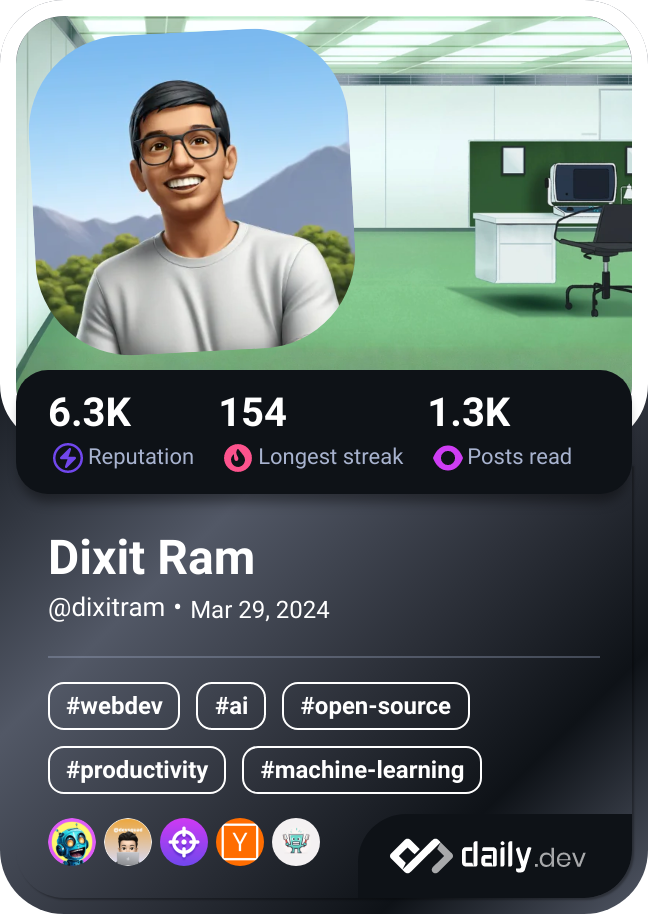 6.3K 154 1.3K
Reputation Longest streak Posts read
Dixit Ram
@dixitram • Mar 29, 2024
#webdev #ai #open-source
#productivity #machine-learning
Y
daily.dev